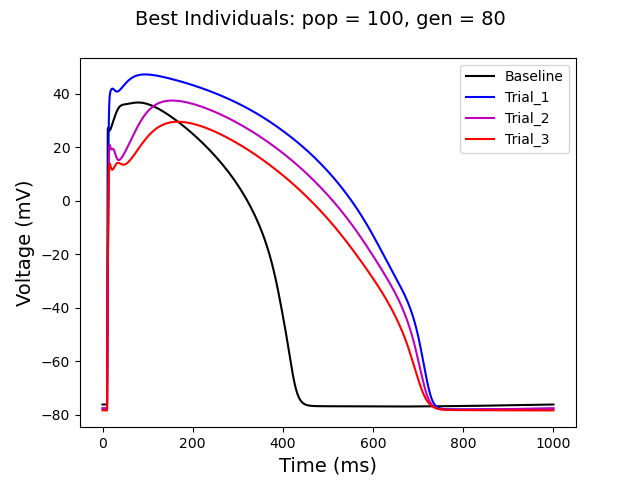 Best Individuals: pop = 100, gen = 80
Baseline
Trial_1
Trial_2
Trial_3
Voltage (mV)
40
20
0
−20
−40
−60
−80
0
200
400
600
800
1000
Time (ms)